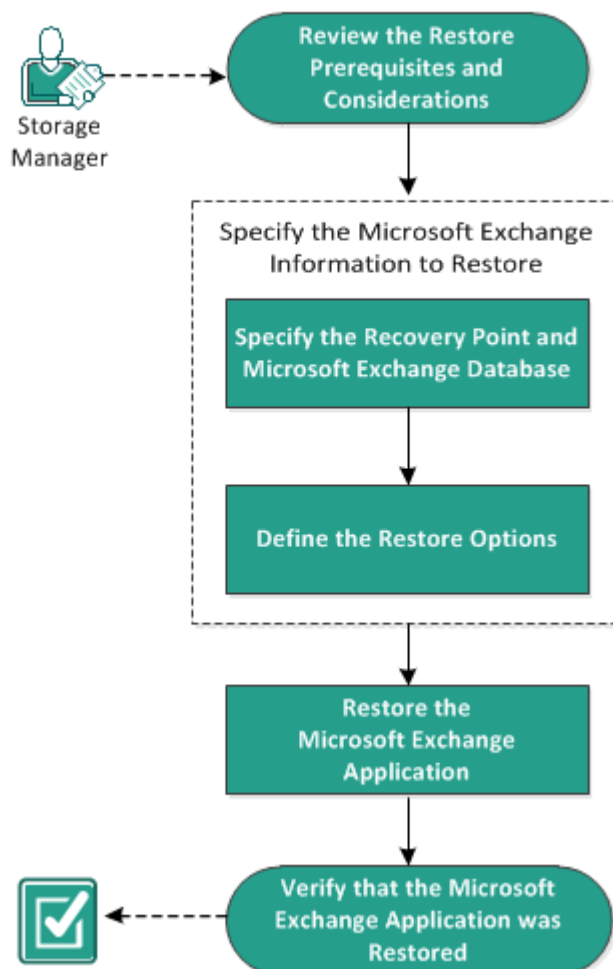 Review the Restore
Prerequisites and
Considerations
Storage
Manager
Specify the Microsoft Exchange
Information to Restore
Specify the Recovery Point and
Microsoft Exchange Database
Define the Restore Options
Restore the
Microsoft Exchange
Application
Verify that the Microsoft
Exchange Application was
Restored